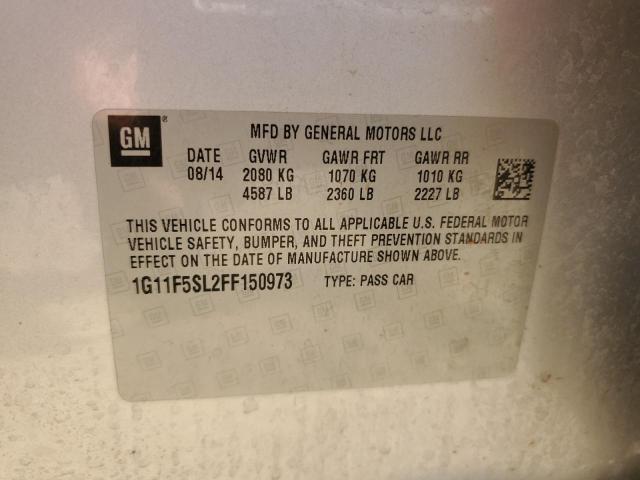 GM ® MFD BY GENERAL MOTORS LLC
DATE GVWR GAWR FRT GAWR RR
08/14 2080 KG 1070 KG 1010 KG
4587 LB 2360 LB 2227 LB
THIS VEHICLE CONFORMS TO ALL APPLICABLE U.S. FEDERAL MOTOR
VEHICLE SAFETY, BUMPER, AND THEFT PREVENTION STANDARDS IN
EFFECT ON THE DATE OF MANUFACTURE SHOWN ABOVE.
1G11F5SL2FF150973 TYPE: PASS CAR